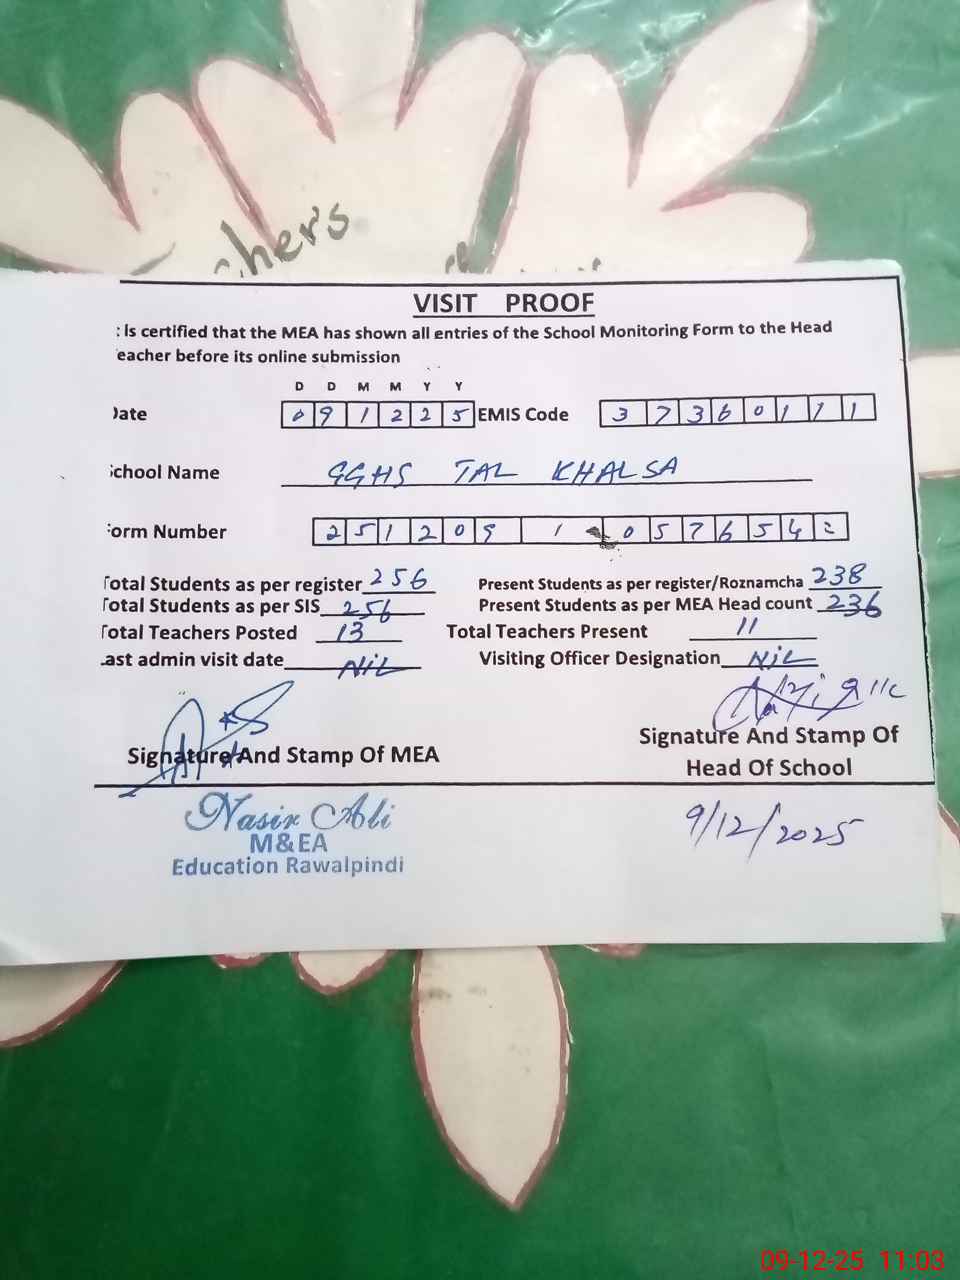 chers
VISIT PROOF
: Is certified that the MEA has shown all entries of the School Monitoring Form to the Head
eacher before its online submission
D D M M Y Y
Date 0 9 1 2 2 5 EMIS Code 3 7 3 6 0 1 1 1
School Name GGHS TAL KHALSA
Form Number 2 5 1 2 0 9 1 0 5 7 6 5 4 2
Total Students as per register 256 Present Students as per register/Roznamcha 238
Total Students as per SIS 256 Present Students as per MEA Head count 236
Total Teachers Posted 13 Total Teachers Present 11
Last admin visit date Nil Visiting Officer Designation Nil
Signature And Stamp Of MEA Signature And Stamp Of
Head Of School
Nasir Ali
M&EA
Education Rawalpindi
9/12/2025
09-12-25 11:03